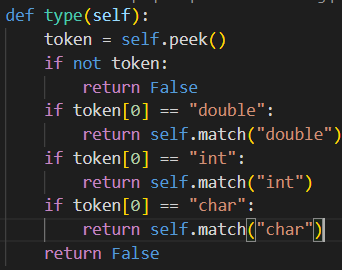 def type(self):
    token = self.peek()
    if not token:
        return False
    if token[0] == "double":
        return self.match("double")
    if token[0] == "int":
        return self.match("int")
    if token[0] == "char":
        return self.match("char")
    return False